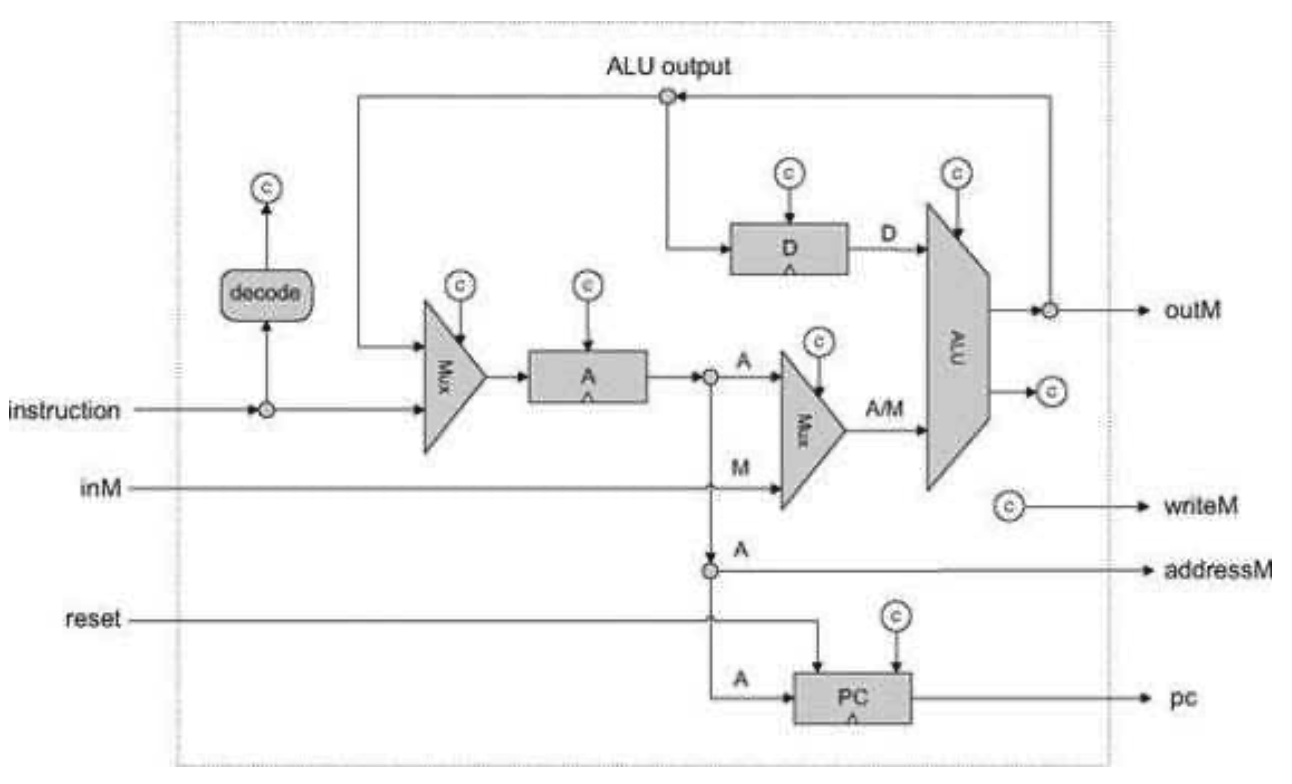 ALU output
c
c
c
D
D
decode
c
c
outM
c
ALU
A
Mux
A
A/M
c
Mux
instruction
M
inM
c
writeM
A
addressM
reset
c
A
PC
pc